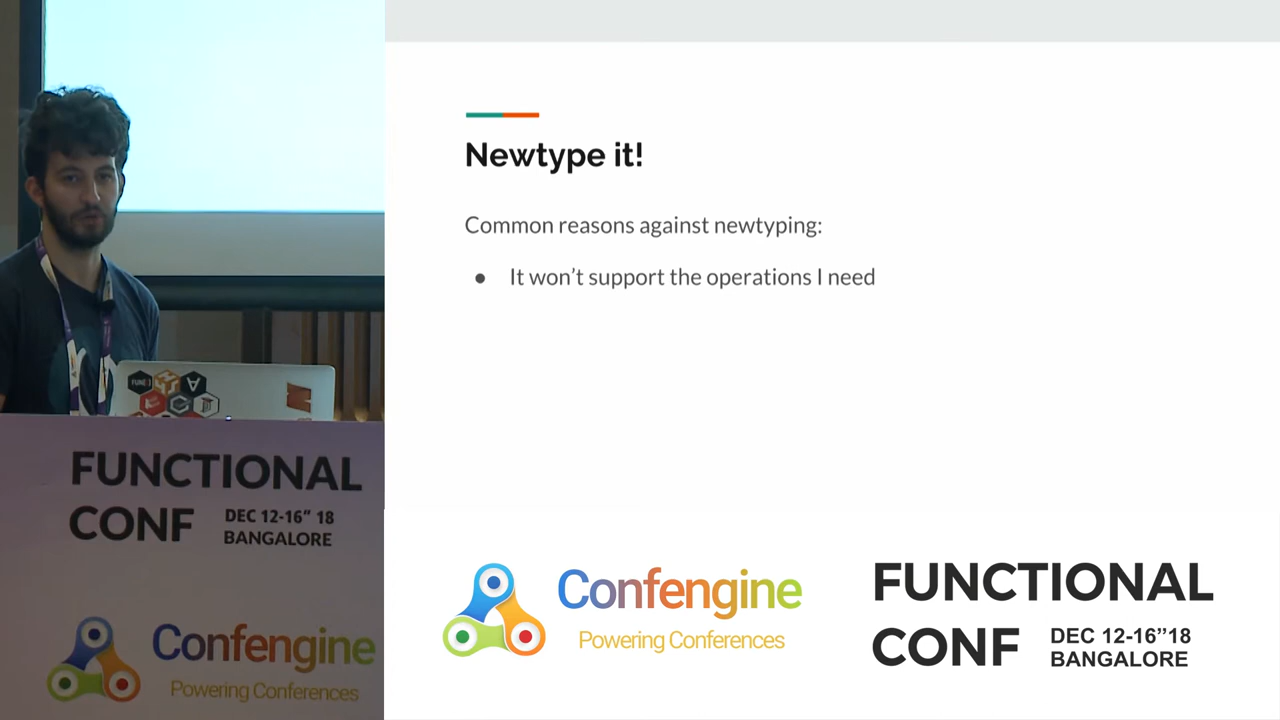 Newtype it!
Common reasons against newtyping:
● It won’t support the operations I need
FUNCTIONAL
CONF
DEC 12-16” 18
BANGALORE
Confengine
Powering Conferences
Confengine
Powering Conferences
FUNCTIONAL
CONF
DEC 12-16”18
BANGALORE